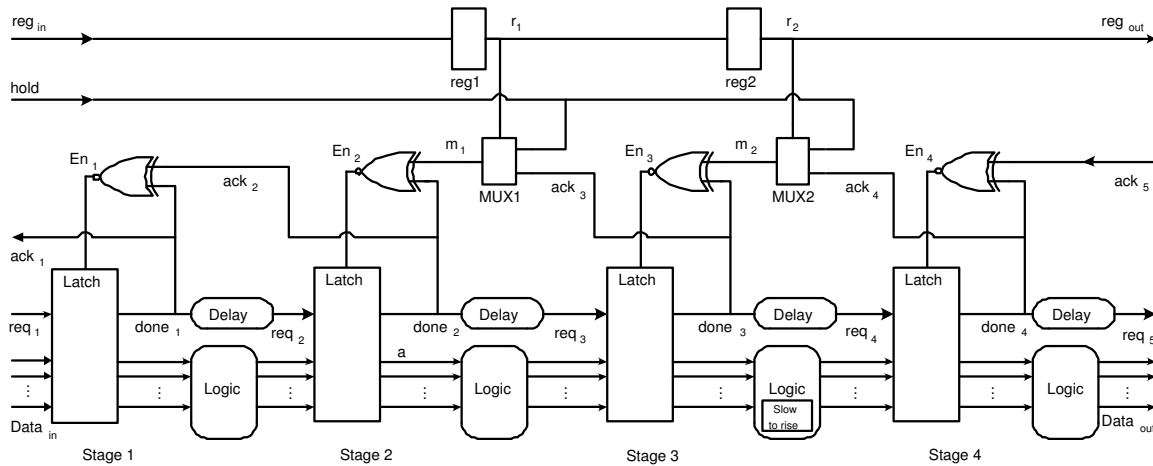 reg in
r 1
r 2
reg out
reg1
reg2
hold
En 1
ack 2
En 2
m 1
MUX1
ack 3
En 3
m 2
MUX2
ack 4
En 4
ack 5
ack 1
Latch
Latch
Latch
Latch
req 1
done 1
Delay
req 2
done 2
Delay
req 3
done 3
Delay
req 4
done 4
Delay
req 5
a
Logic
Logic
Logic
Slow
to rise
Logic
Data in
Data out
Stage 1
Stage 2
Stage 3
Stage 4